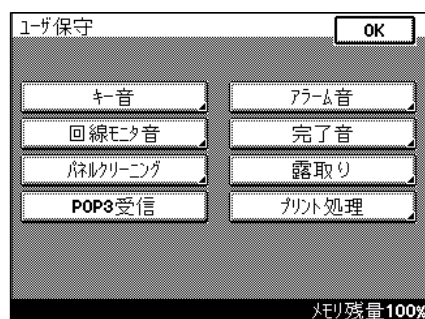 ﾕｰｻﾞ保守
OK
ｷｰ音
ｱﾗｰﾑ音
回線ﾓﾆﾀ音
完了音
ﾊﾟﾈﾙｸﾘｰﾆﾝｸﾞ
露取り
POP3受信
ﾌﾟﾘﾝﾄ処理
ﾒﾓﾘ残量100%